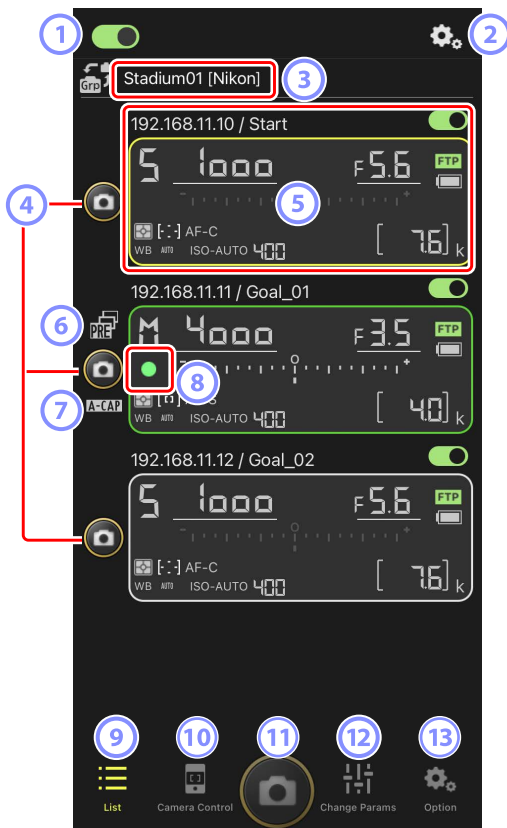 1
2
Grp
Stadium01 [Nikon]
3
192.168.11.10 / Start
S 1000 F5.6 FTP
4
5
- +
[-:-] AF-C
WB AUTO ISO-AUTO 400 [ 7.6] k
192.168.11.11 / Goal_01
6
PRE
M 4000 F3.5 FTP
- 0 +
8
7
A-CAP
WB AUTO ISO-AUTO 400 [ 4.0] k
192.168.11.12 / Goal_02
S 1000 F5.6 FTP
- 0 +
[-:-] AF-C
WB AUTO ISO-AUTO 400 [ 7.6] k
9 10 11 12 13
List Camera Control Change Params Option